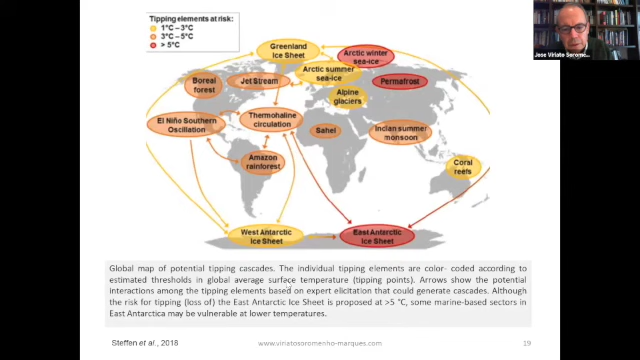 Tipping elements at risk:
1°C – 3°C
3°C – 5°C
> 5°C
Greenland
Ice Sheet
Arctic winter
sea-ice
Arctic summer
sea-ice
Boreal
forest
Jet Stream
Permafrost
Alpine
glaciers
El Niño Southern
Oscillation
Thermohaline
circulation
Sahel
Indian summer
monsoon
Amazon
rainforest
Coral
reefs
West Antarctic
Ice Sheet
East Antarctic
Ice Sheet
Jose Viriato Soromenho...
Global map of potential tipping cascades. The individual tipping elements are color- coded according to
estimated thresholds in global average surface temperature (tipping points). Arrows show the potential
interactions among the tipping elements based on expert elicitation that could generate cascades. Although
the risk for tipping (loss of) the East Antarctic Ice Sheet is proposed at >5 °C, some marine-based sectors in
East Antarctica may be vulnerable at lower temperatures.
Steffen et al., 2018
www.viriatosoromenho-marques.com
19